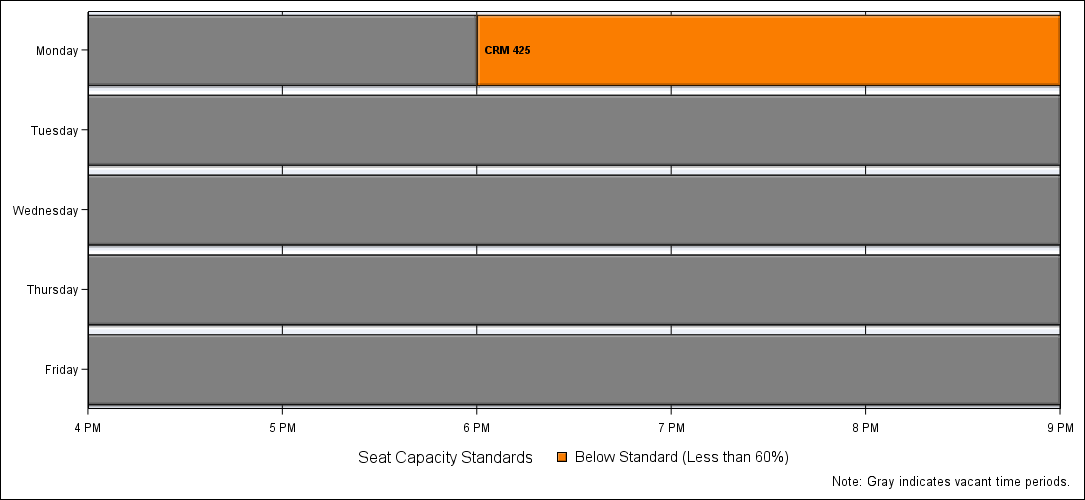 Monday
CRM 425
Tuesday
Wednesday
Thursday
Friday
4 PM 5 PM 6 PM 7 PM 8 PM 9 PM
Seat Capacity Standards Below Standard (Less than 60%)
Note: Gray indicates vacant time periods.